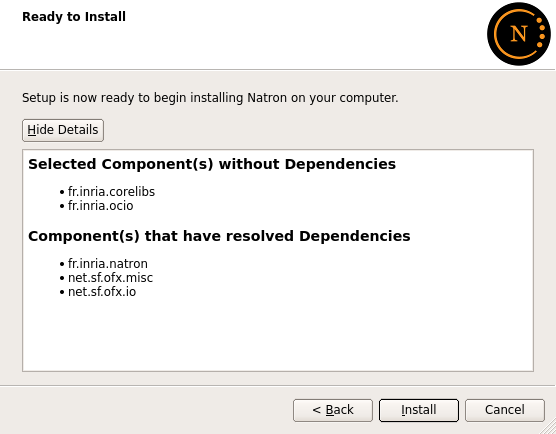 Ready to Install
N
Setup is now ready to begin installing Natron on your computer.
Hide Details
Selected Component(s) without Dependencies
• fr.inria.corelibs
• fr.inria.ocio
Component(s) that have resolved Dependencies
• fr.inria.natron
• net.sf.ofx.misc
• net.sf.ofx.io
< Back
Install
Cancel